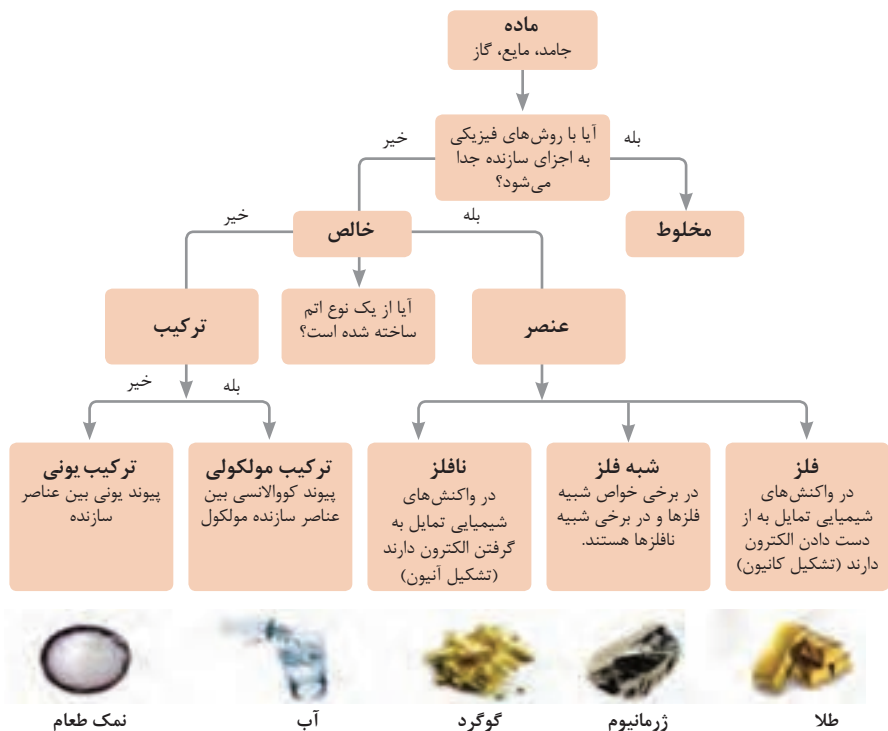 ماده
جامد، مایع، گاز
آیا با روش‌های فیزیکی
به اجزای سازنده جدا
می‌شود؟
بله
خیر
مخلوط
خالص
بله
خیر
آیا از یک نوع اتم
ساخته شده است؟
عنصر
ترکیب
بله
خیر
فلز
در واکنش‌های
شیمیایی تمایل به از
دست دادن الکترون
دارند (تشکیل کاتیون)
شبه فلز
در برخی خواص شبیه
فلزها و در برخی شبیه
نافلزها هستند.
نافلز
در واکنش‌های
شیمیایی تمایل به
گرفتن الکترون دارند
(تشکیل آنیون)
ترکیب مولکولی
پیوند کووالانسی بین
عناصر سازنده مولکول
ترکیب یونی
پیوند یونی بین عناصر
سازنده
طلا
ژرمانیوم
گوگرد
آب
نمک طعام